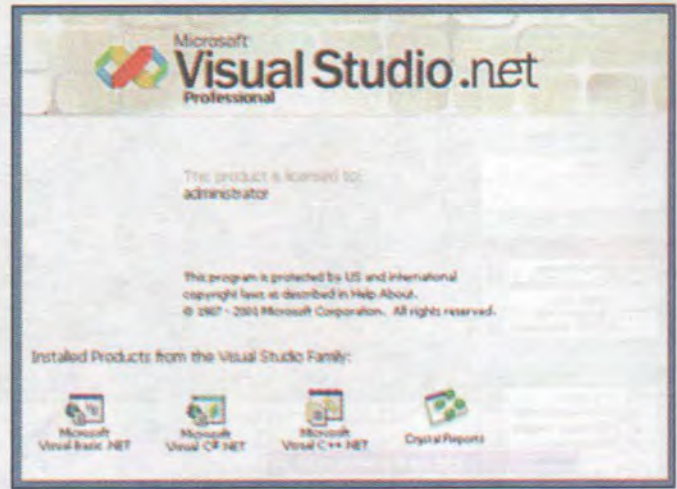 Microsoft
Visual Studio.net
Professional
This product is licensed to:
administrator
This program is protected by US and international
copyright laws as described in Help About.
© 1987 - 2001 Microsoft Corporation. All rights reserved.
Installed Products from the Visual Studio Family:
Microsoft Visual Basic .NET
Microsoft Visual C# .NET
Microsoft Visual C++ .NET
Crystal Reports